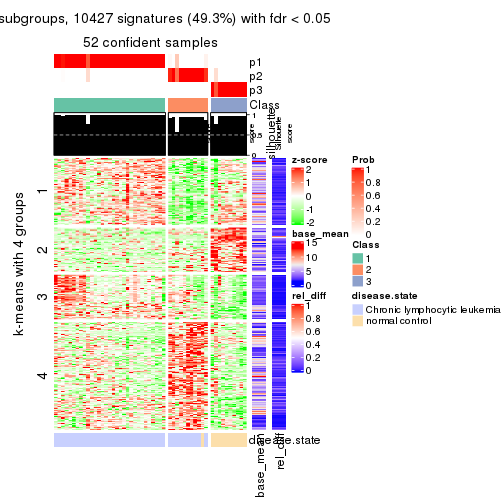 subgroups, 10427 signatures (49.3%) with fdr < 0.05
52 confident samples
p1
p2
p3
Class
1
0.5
0
silhouette
score
Silhouette
score
k-means with 4 groups
1
2
3
4
z-score
2
1
0
-1
-2
base_mean
15
10
5
0
rel_diff
1
0.8
0.6
0.4
0.2
0
Prob
1
0.8
0.6
0.4
0.2
0
Class
1
2
3
disease.state
Chronic lymphocytic leukemia
normal control
disease.state
base_mean
rel_diff